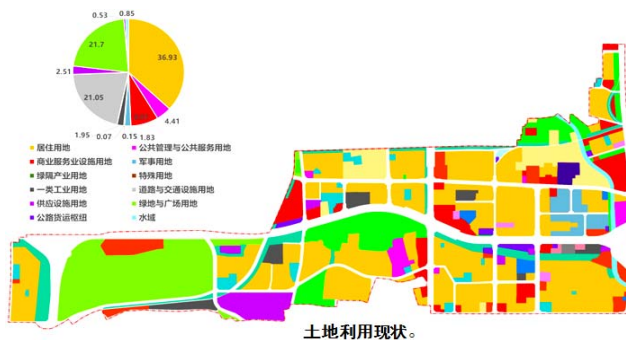 0.53 0.85
21.7
36.93
2.51
21.05
4.41
1.95 0.07 0.15 1.83
居住用地 公共管理与公共服务用地
商业服务业设施用地 军事用地
绿隔产业用地 特殊用地
一类工业用地 道路与交通设施用地
供应设施用地 绿地与广场用地
公路货运枢纽 水域
土地利用现状。